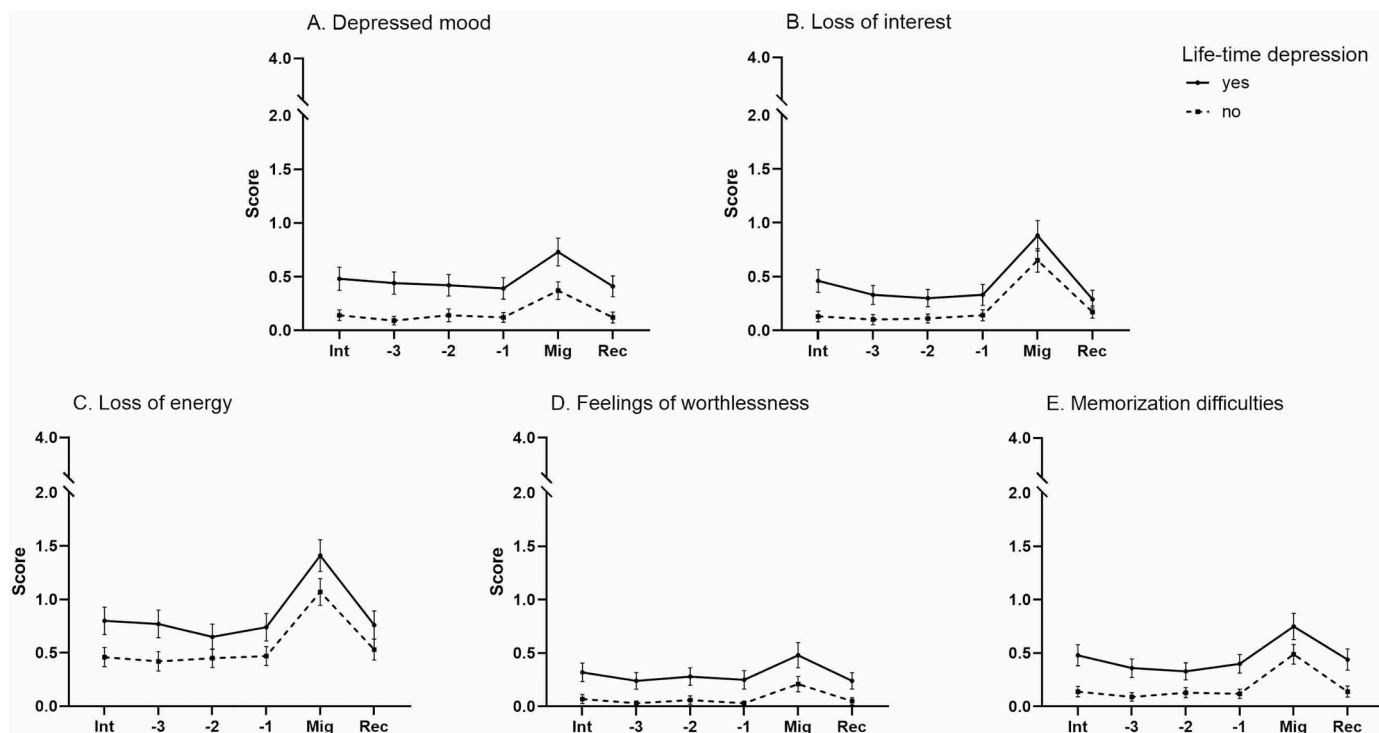 A. Depressed mood
4.0
2.0
1.5
1.0
0.5
0.0
Score
Int -3 -2 -1 Mig Rec
B. Loss of interest
4.0
2.0
1.5
1.0
0.5
0.0
Score
Int -3 -2 -1 Mig Rec
Life-time depression
yes
no
C. Loss of energy
4.0
2.0
1.5
1.0
0.5
0.0
Score
Int -3 -2 -1 Mig Rec
D. Feelings of worthlessness
4.0
2.0
1.5
1.0
0.5
0.0
Score
Int -3 -2 -1 Mig Rec
E. Memorization difficulties
4.0
2.0
1.5
1.0
0.5
0.0
Score
Int -3 -2 -1 Mig Rec